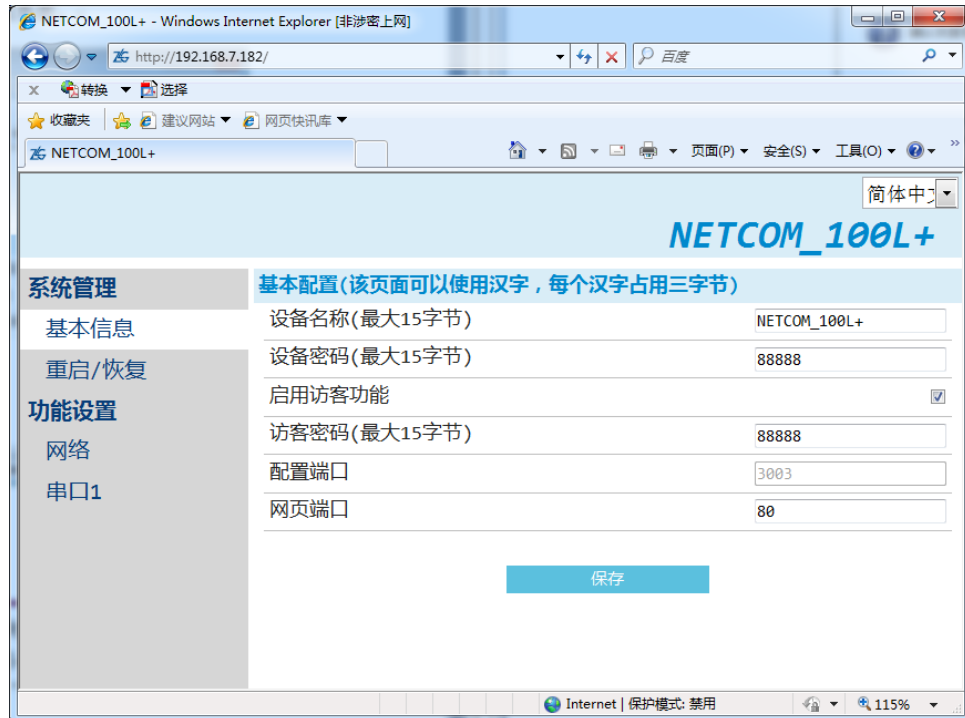 NETCOM_100L+ - Windows Internet Explorer [非涉密上网]
http://192.168.7.182/
百度
x 转换 选择
收藏夹 建议网站 网页快讯库
NETCOM_100L+
页面(P) 安全(S) 工具(O) »
简体中
NETCOM_100L+
系统管理
基本信息
重启/恢复
功能设置
网络
串口1
基本配置(该页面可以使用汉字，每个汉字占用三字节)
设备名称(最大15字节) NETCOM_100L+
设备密码(最大15字节) 88888
启用访客功能
访客密码(最大15字节) 88888
配置端口 3003
网页端口 80
保存
Internet | 保护模式: 禁用 115%